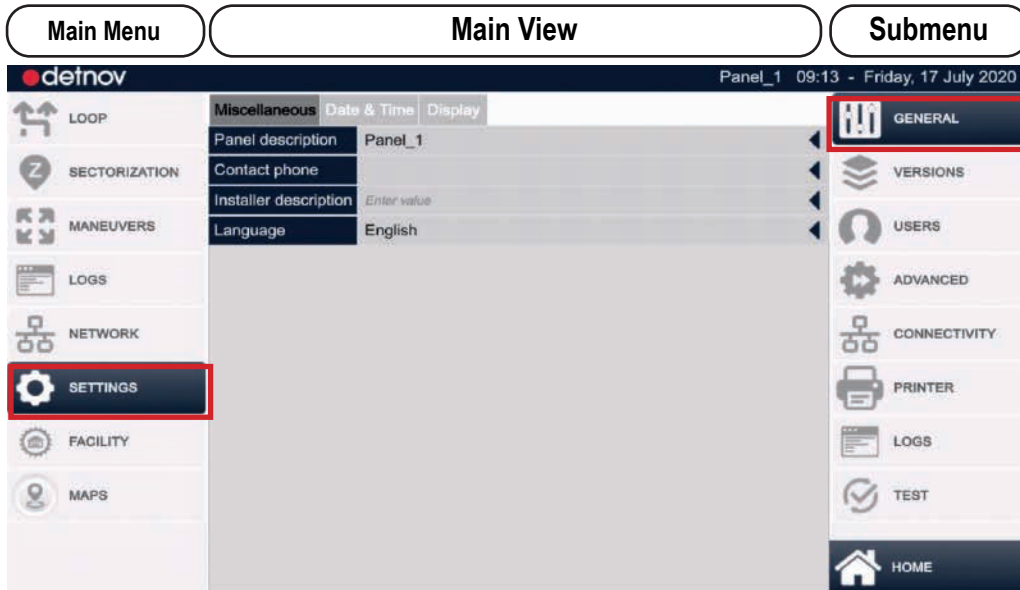 Main Menu
Main View
Submenu
detnov
Panel_1 09:13 - Friday, 17 July 2020
LOOP
SECTORIZATION
MANEUVERS
LOGS
NETWORK
SETTINGS
FACILITY
MAPS
Miscellaneous Date & Time Display
Panel description Panel_1
Contact phone
Installer description Enter value
Language English
GENERAL
VERSIONS
USERS
ADVANCED
CONNECTIVITY
PRINTER
LOGS
TEST
HOME